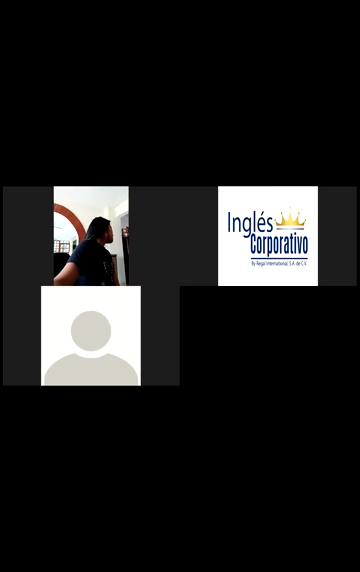 Inglés
Corporativo
By Regal International, S.A. de C.V.